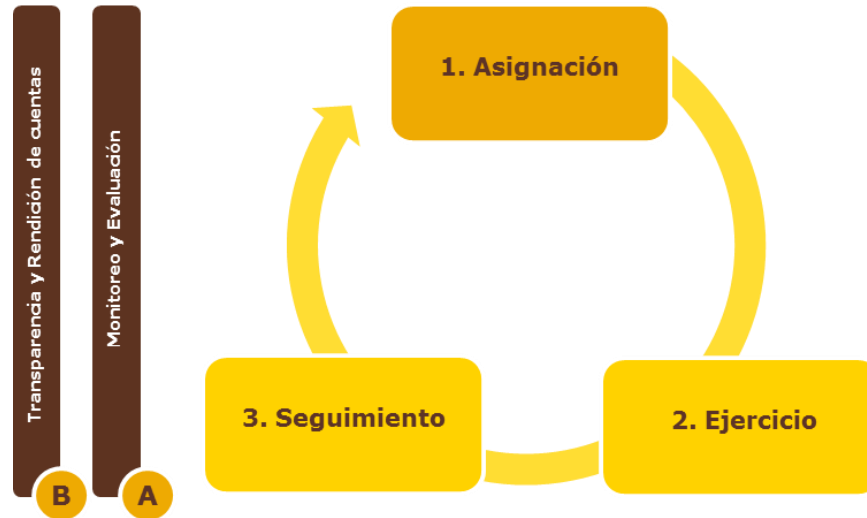 Transparencia y Rendición de cuentas
B
Monitoreo y Evaluación
A
1. Asignación
2. Ejercicio
3. Seguimiento